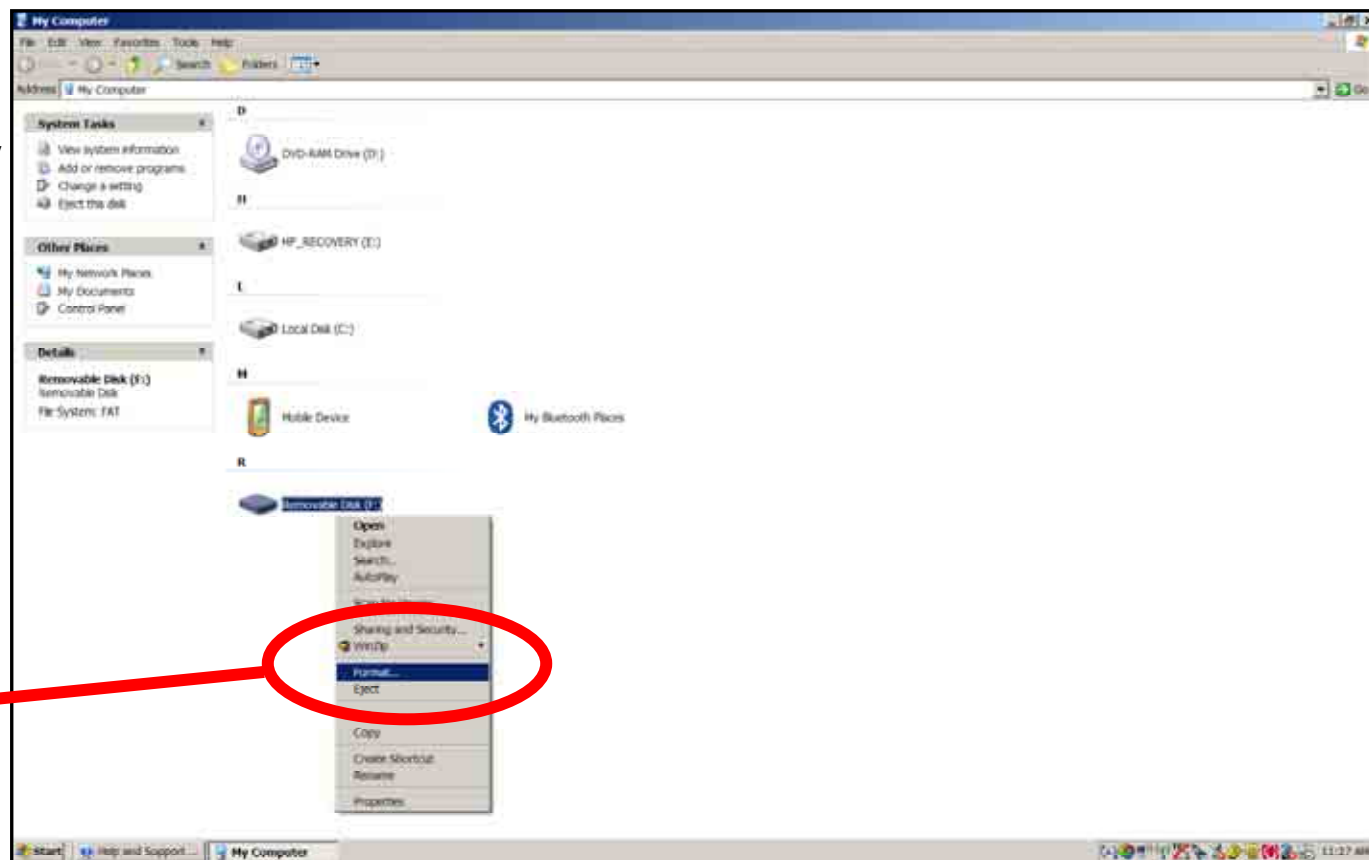 My Computer
File Edit View Favorites Tools Help
Search Folders
Address My Computer Go
System Tasks
View system information
Add or remove programs
Change a setting
Eject this disk
Other Places
My Network Places
My Documents
Control Panel
Details
Removable Disk (F:)
Removable Disk
File System: FAT
D
DVD-RAM Drive (D:)
H
HP_RECOVERY (E:)
L
Local Disk (C:)
M
Mobile Device
My Bluetooth Places
R
Removable Disk (F:)
Open
Explore
Search...
AutoPlay
Sharing and Security...
WinZip
Format...
Eject
Copy
Create Shortcut
Rename
Properties
Start Help and Support ... My Computer 11:27 AM